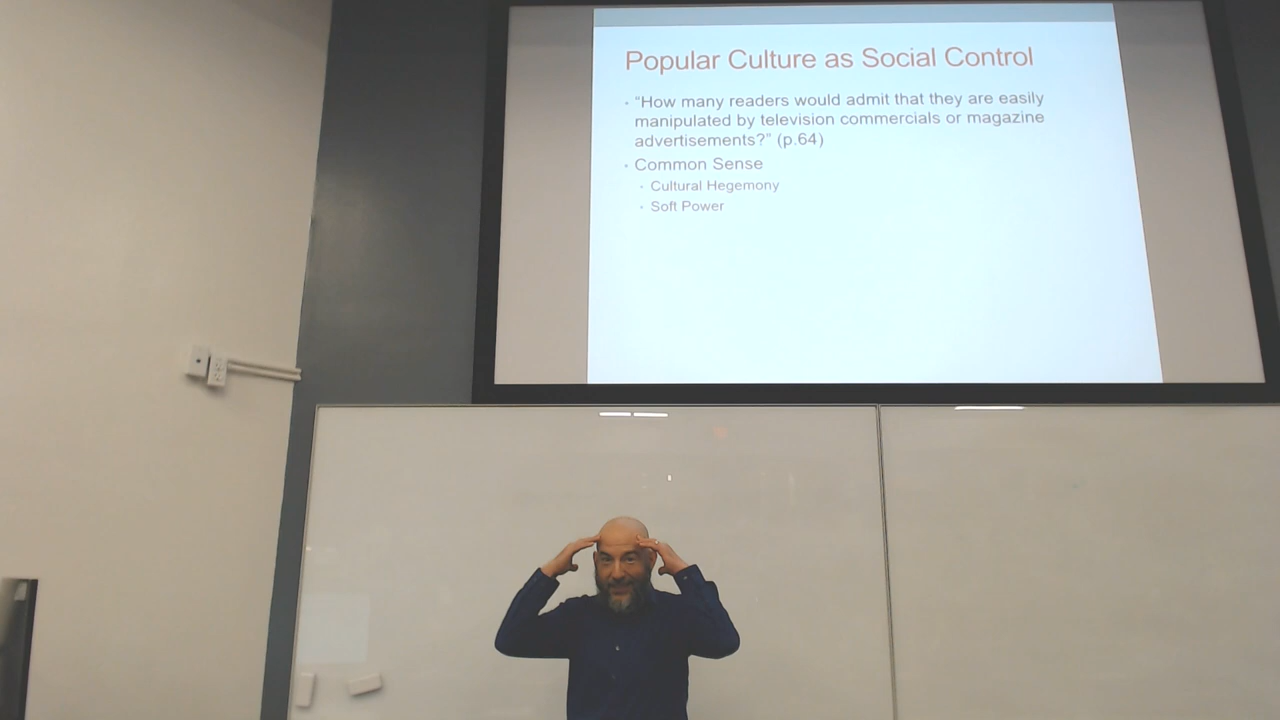 Popular Culture as Social Control
• “How many readers would admit that they are easily
manipulated by television commercials or magazine
advertisements?” (p.64)
• Common Sense
• Cultural Hegemony
• Soft Power